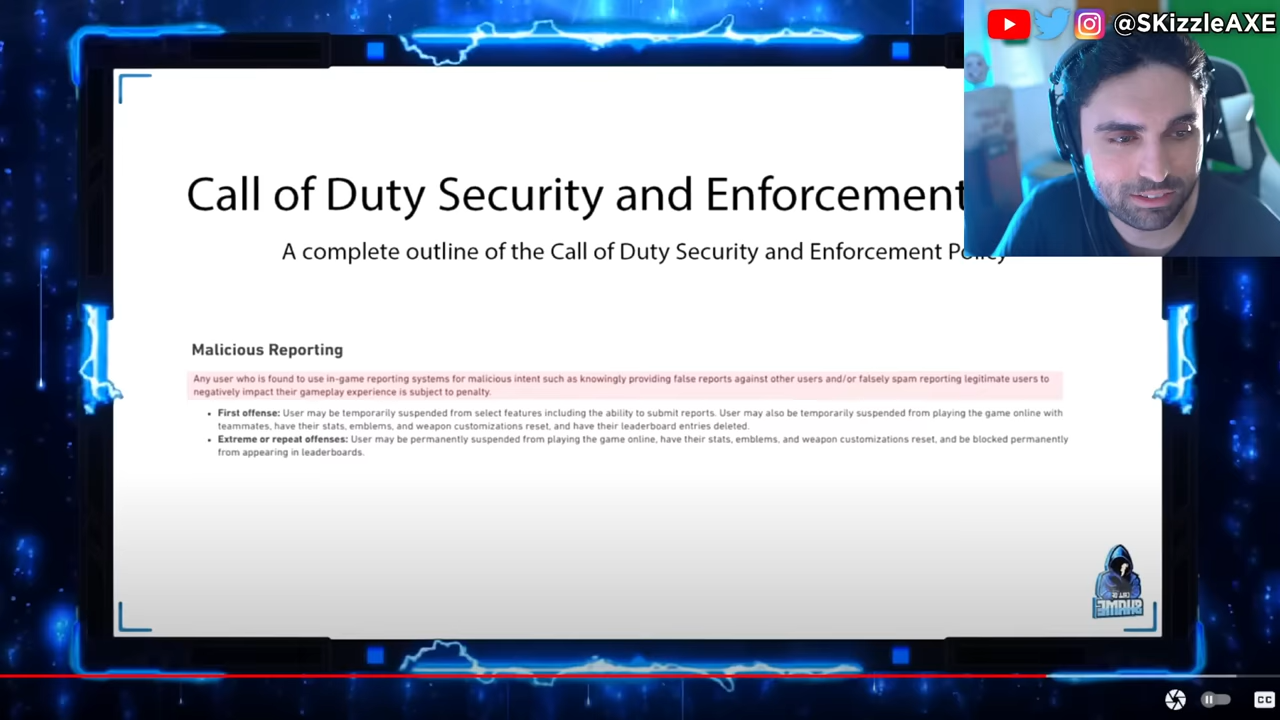 @SKizzleAXE
Call of Duty Security and Enforcement
A complete outline of the Call of Duty Security and Enforcement Policy
Malicious Reporting
Any user who is found to use in-game reporting systems for malicious intent such as knowingly providing false reports against other users and/or falsely spam reporting legitimate users to
negatively impact their gameplay experience is subject to penalty.
• First offense: User may be temporarily suspended from select features including the ability to submit reports. User may also be temporarily suspended from playing the game online with
teammates, have their stats, emblems, and weapon customizations reset, and have their leaderboard entries deleted.
• Extreme or repeat offenses: User may be permanently suspended from playing the game online, have their stats, emblems, and weapon customizations reset, and be blocked permanently
from appearing in leaderboards.
CC